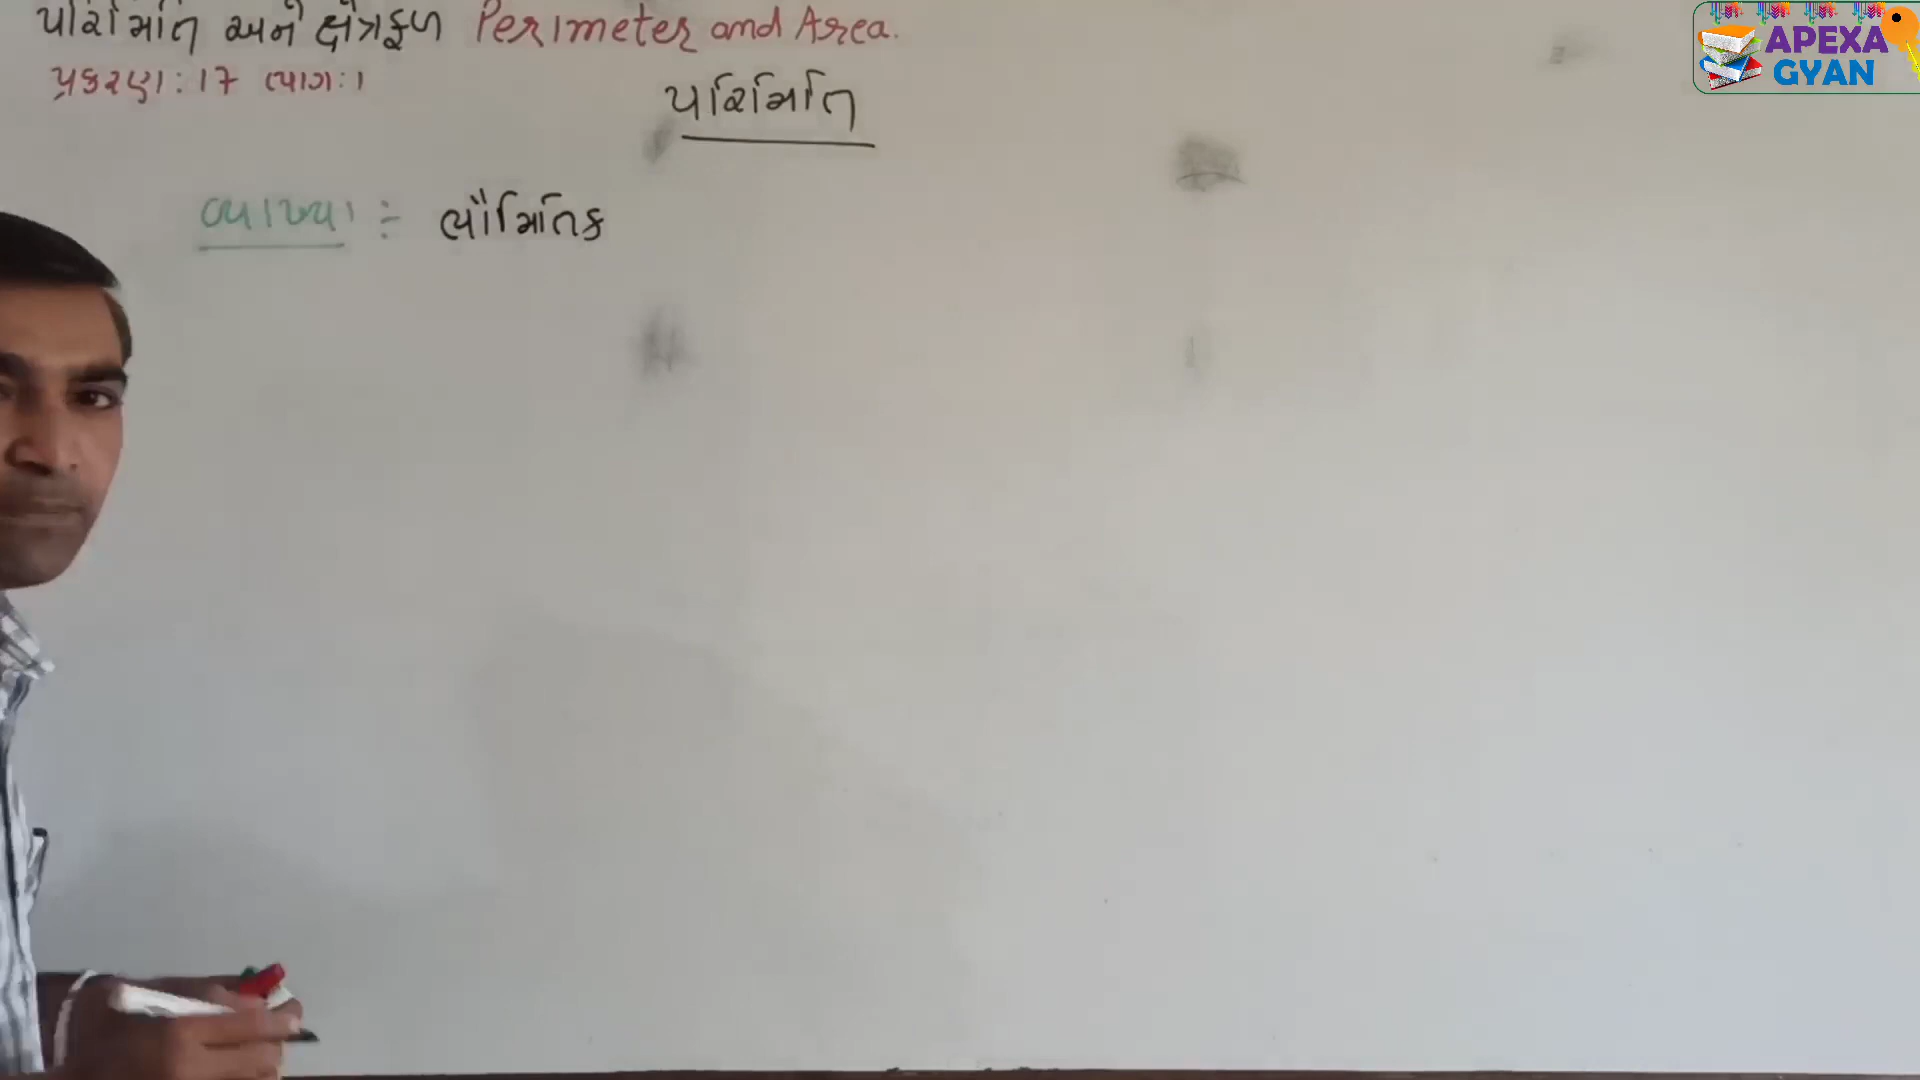 પરિમિતિ અને ક્ષેત્રફળ Perimeter and Area.
પ્રકરણ : 17 ભાગ : 1
પરિમિતિ
વ્યાખ્યા :- ભૌમિતિક
APEXA
GYAN